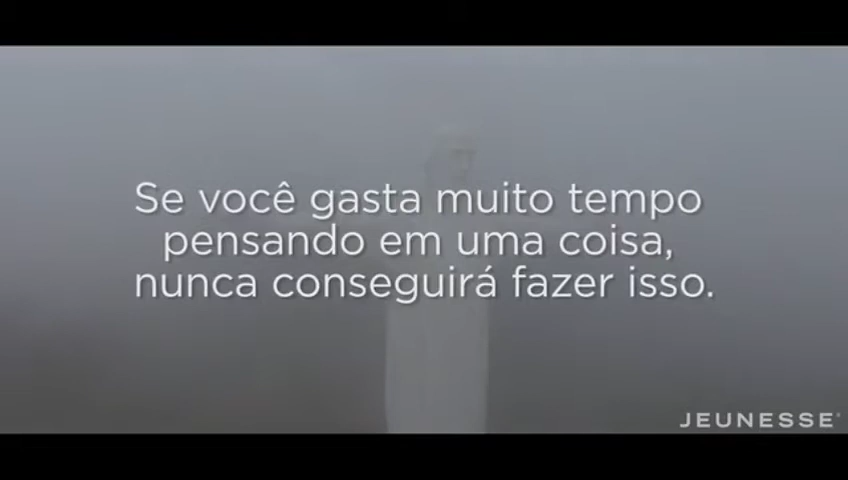 Se você gasta muito tempo
pensando em uma coisa,
nunca conseguirá fazer isso.
JEUNESSE®